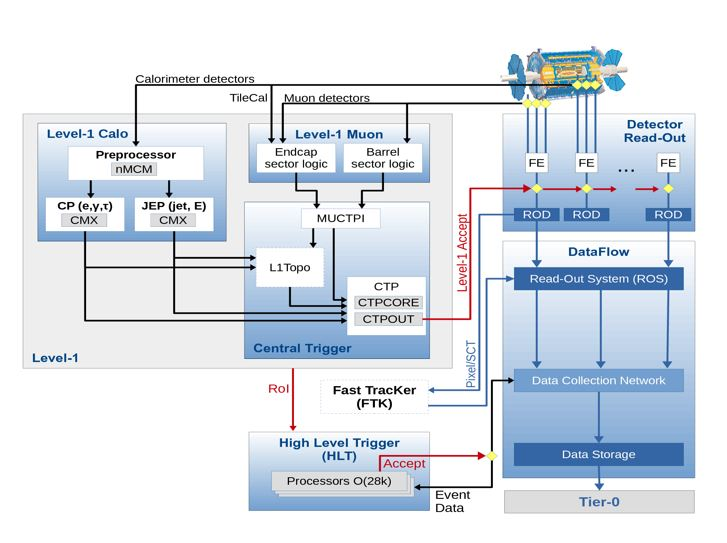 Calorimeter detectors
TileCal
Muon detectors
Level-1 Calo
Preprocessor
nMCM
CP (e,γ,τ)
CMX
JEP (jet, E)
CMX
Level-1 Muon
Endcap
sector logic
Barrel
sector logic
MUCTPI
L1Topo
CTP
CTPCORE
CTPOUT
Central Trigger
Level-1
Level-1 Accept
Detector
Read-Out
FE
FE
...
FE
ROD
ROD
ROD
DataFlow
Read-Out System (ROS)
Data Collection Network
Data Storage
Tier-0
Pixel/SCT
RoI
Fast TracKer
(FTK)
High Level Trigger
(HLT)
Accept
Processors O(28k)
Event
Data